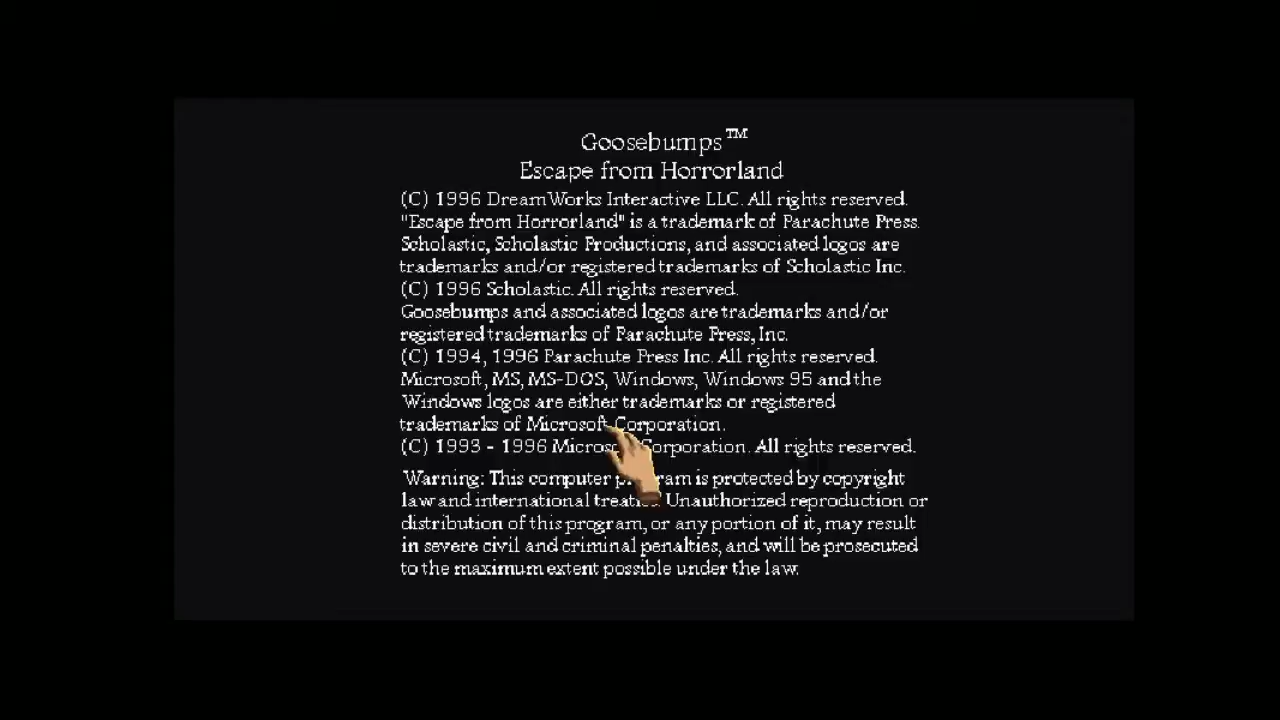 Goosebumps™
Escape from Horrorland
(C) 1996 DreamWorks Interactive LLC. All rights reserved.
"Escape from Horrorland" is a trademark of Parachute Press.
Scholastic, Scholastic Productions, and associated logos are
trademarks and/or registered trademarks of Scholastic Inc.
(C) 1996 Scholastic. All rights reserved.
Goosebumps and associated logos are trademarks and/or
registered trademarks of Parachute Press, Inc.
(C) 1994, 1996 Parachute Press Inc. All rights reserved.
Microsoft, MS, MS-DOS, Windows, Windows 95 and the
Windows logos are either trademarks or registered
trademarks of Microsoft Corporation.
(C) 1993 - 1996 Microsoft Corporation. All rights reserved.
Warning: This computer program is protected by copyright
law and international treaties. Unauthorized reproduction or
distribution of this program, or any portion of it, may result
in severe civil and criminal penalties, and will be prosecuted
to the maximum extent possible under the law.